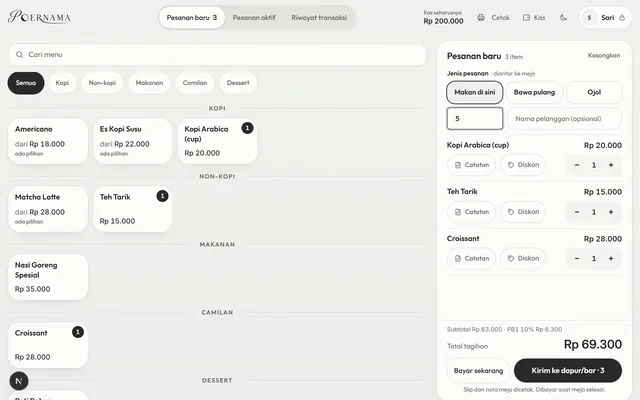 POERNAMA
Pesanan baru 3
Pesanan aktif
Riwayat transaksi
Kas seharusnya
Rp 200.000
Cetak
Kas
S
Sari
Cari menu
Semua
Kopi
Non-kopi
Makanan
Camilan
Dessert
KOPI
Americano
dari Rp 18.000
ada pilihan
Es Kopi Susu
dari Rp 22.000
ada pilihan
Kopi Arabica
(cup)
1
Rp 20.000
NON-KOPI
Matcha Latte
dari Rp 28.000
ada pilihan
Teh Tarik
1
Rp 15.000
MAKANAN
Nasi Goreng
Spesial
Rp 35.000
CAMILAN
Croissant
1
Rp 28.000
DESSERT
N
Pesanan baru 3 item
Kosongkan
Jenis pesanan · diantar ke meja
Makan di sini
Bawa pulang
Ojol
5
Nama pelanggan (opsional)
Kopi Arabica (cup)
Rp 20.000
Catatan
Diskon
− 1 +
Teh Tarik
Rp 15.000
Catatan
Diskon
− 1 +
Croissant
Rp 28.000
Catatan
Diskon
− 1 +
Subtotal Rp 63.000 · PB1 10% Rp 6.300
Total tagihan
Rp 69.300
Bayar sekarang
Kirim ke dapur/bar · 3
Slip dan nota meja dicetak. Dibayar saat meja selesai.